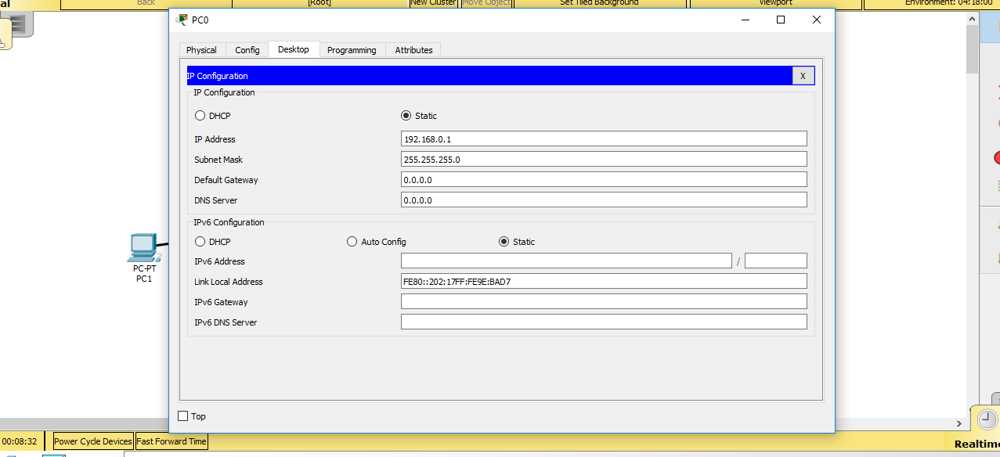 al
Back
[Root]
New Cluster
Move Object
Set Tiled Background
Viewport
Environment: 04:18:00
PC0
Physical
Config
Desktop
Programming
Attributes
IP Configuration
X
IP Configuration
DHCP
Static
IP Address
192.168.0.1
Subnet Mask
255.255.255.0
Default Gateway
0.0.0.0
DNS Server
0.0.0.0
IPv6 Configuration
DHCP
Auto Config
Static
IPv6 Address
/
Link Local Address
FE80::202:17FF:FE9E:BAD7
IPv6 Gateway
IPv6 DNS Server
PC-PT
PC1
Top
00:08:32
Power Cycle Devices
Fast Forward Time
Realtime